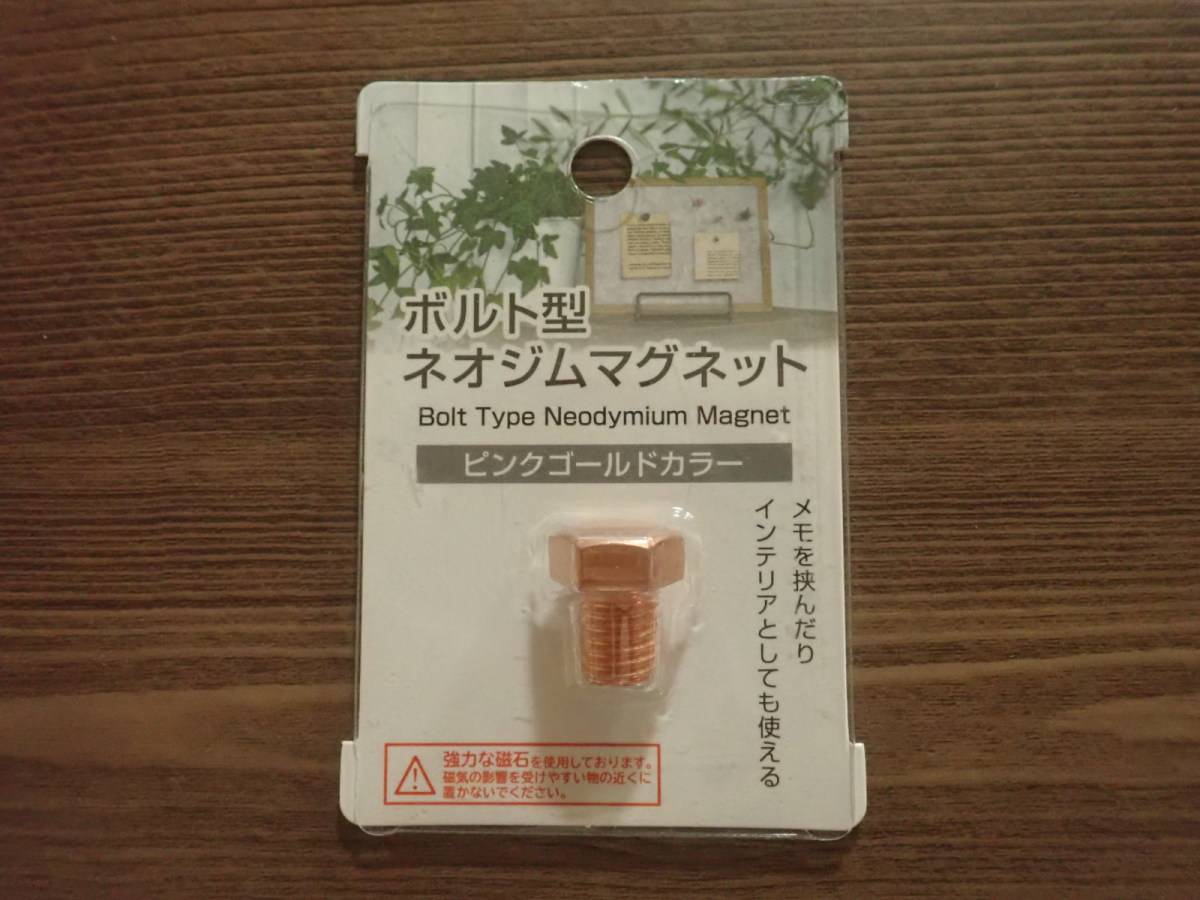 ボルト型
ネオジムマグネット
Bolt Type Neodymium Magnet
ピンクゴールドカラー
メモを挟んだり
インテリアとしても使える
強力な磁石を使用しております。
磁気の影響を受けやすい物の近くに
置かないでください。